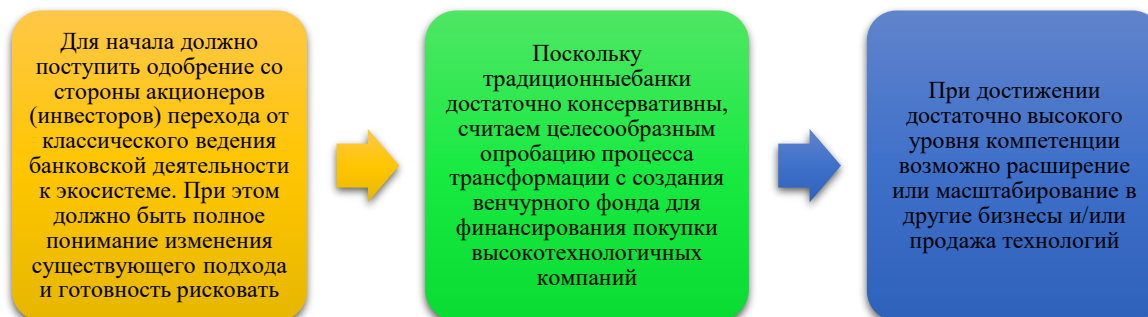 Для начала должно
поступить одобрение со
стороны акционеров
(инвесторов) перехода от
классического ведения
банковской деятельности
к экосистеме. При этом
должно быть полное
понимание изменения
существующего подхода
и готовность рисковать
Поскольку
традиционныебанки
достаточно консервативны,
считаем целесообразным
опробацию процесса
трансформации с создания
венчурного фонда для
финансирования покупки
высокотехнологичных
компаний
При достижении
достаточно высокого
уровня компетенции
возможно расширение
или масштабирование в
другие бизнесы и/или
продажа технологий